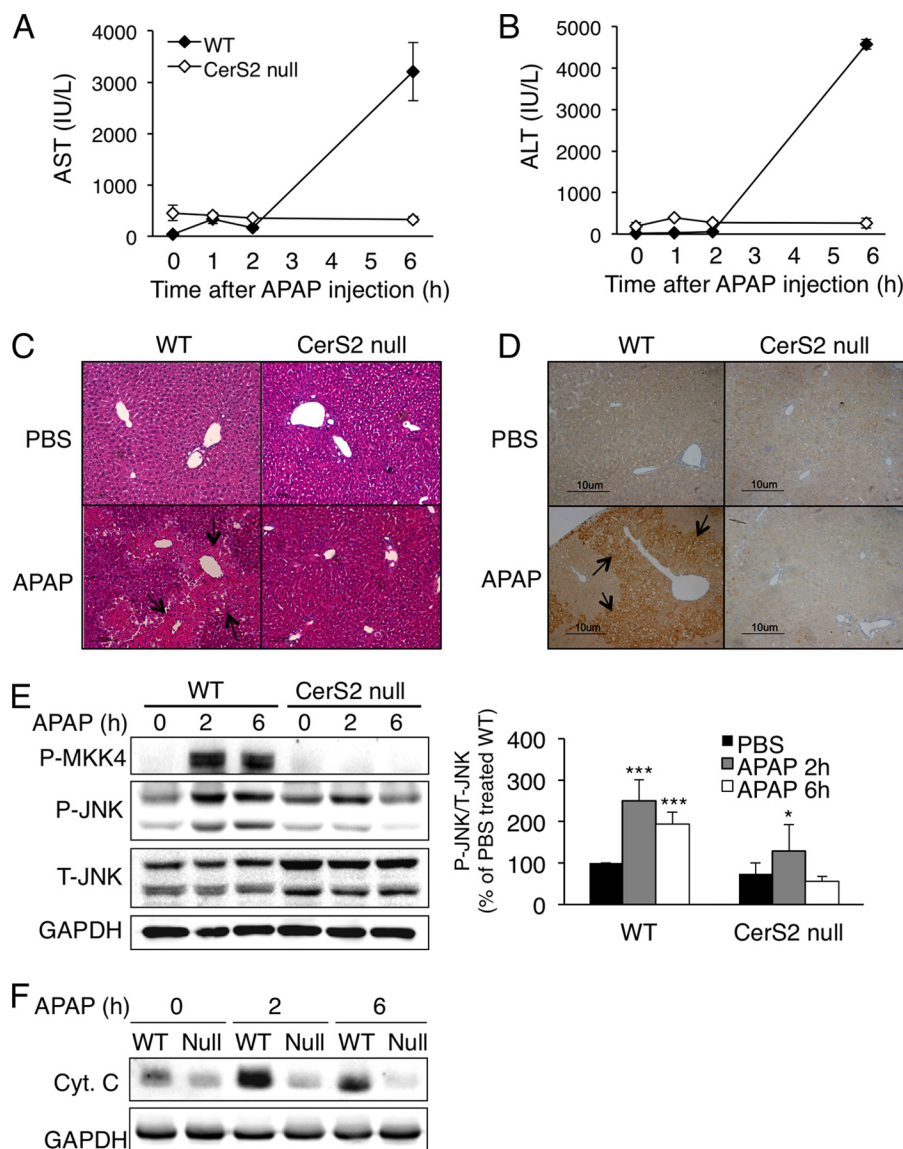 A
4000
3000
2000
1000
0
AST (IU/L)
WT
CerS2 null
0 1 2 3 4 5 6
Time after APAP injection (h)
B
5000
4000
3000
2000
1000
0
ALT (IU/L)
0 1 2 3 4 5 6
Time after APAP injection (h)
C
WT CerS2 null
PBS
APAP
D
WT CerS2 null
PBS
10um 10um
APAP
10um 10um
E
WT CerS2 null
APAP (h) 0 2 6 0 2 6
P-MKK4
P-JNK
T-JNK
GAPDH
P-JNK/T-JNK
(% of PBS treated WT)
400
300
200
100
0
PBS
APAP 2h
APAP 6h
***
***
*
WT CerS2 null
F
APAP (h) 0 2 6
WT Null WT Null WT Null
Cyt. C
GAPDH